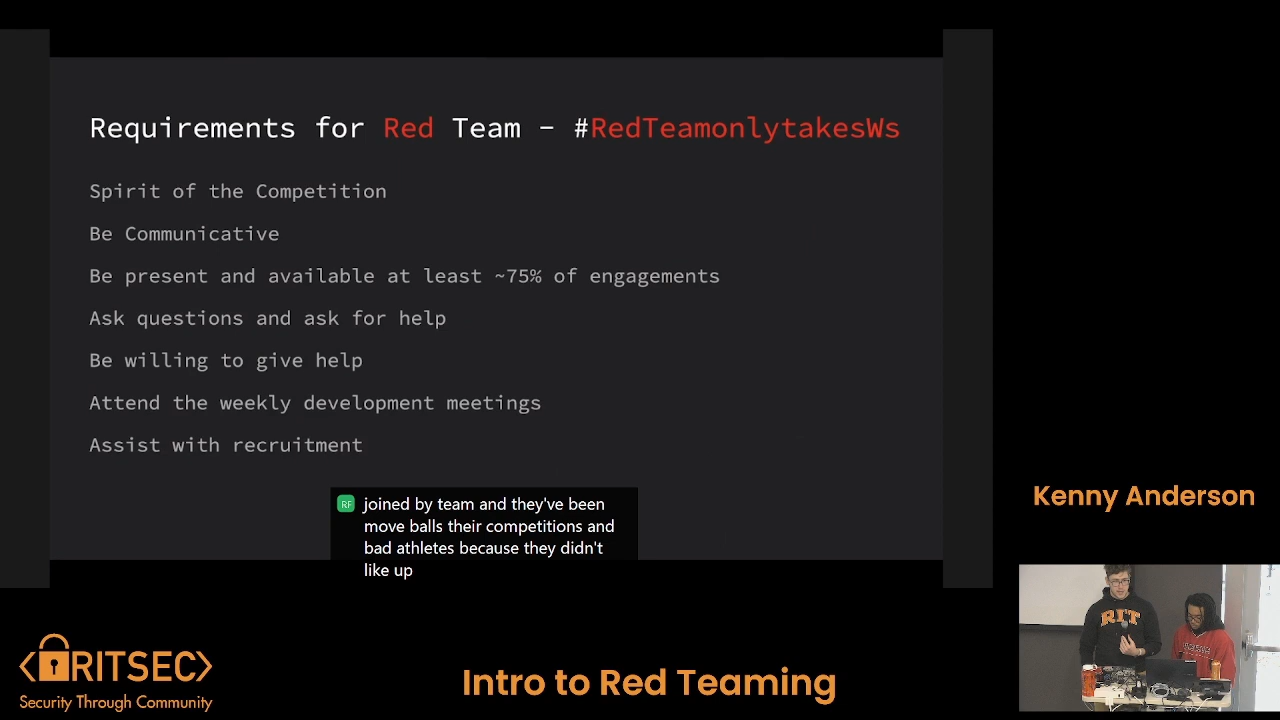 Requirements for Red Team - #RedTeamonlytakesWs
Spirit of the Competition
Be Communicative
Be present and available at least ~75% of engagements
Ask questions and ask for help
Be willing to give help
Attend the weekly development meetings
Assist with recruitment
RF
joined by team and they've been
move balls their competitions and
bad athletes because they didn't
like up
Kenny Anderson
RIT
<RITSEC>
Security Through Community
Intro to Red Teaming